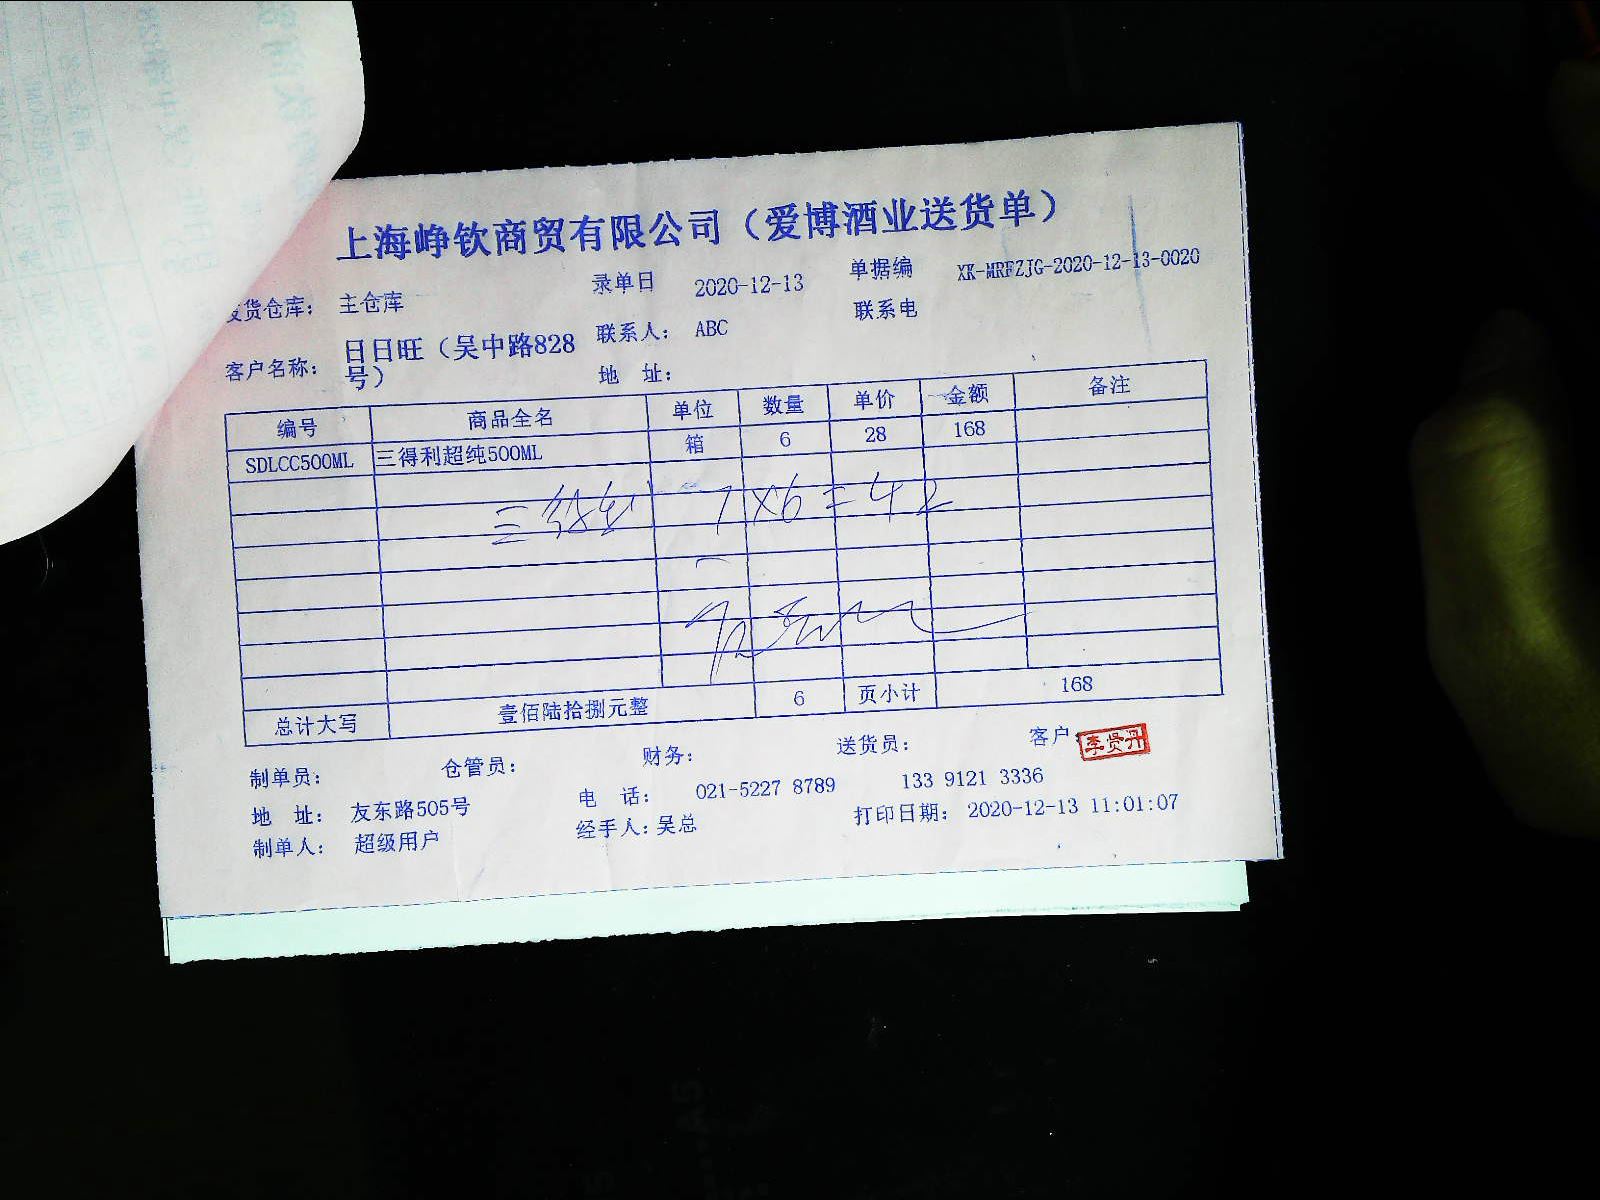 上海峥钦商贸有限公司（爱博酒业送货单）
录单日 2020-12-13 单据编 XK-MRFZJG-2020-12-13-0020
发货仓库： 主仓库
联系人： ABC 联系电
客户名称： 日日旺（吴中路828号）
地 址：
编号 商品全名 单位 数量 单价 金额 备注
SDLCC500ML 三得利超纯500ML 箱 6 28 168
7×6=42
总计大写 壹佰陆拾捌元整 6 页小计 168
制单员： 仓管员： 财务： 送货员： 客户： 李贤丹
地 址： 友东路505号 电 话： 021-5227 8789 133 9121 3336
制单人： 超级用户 经手人：吴总 打印日期： 2020-12-13 11:01:07